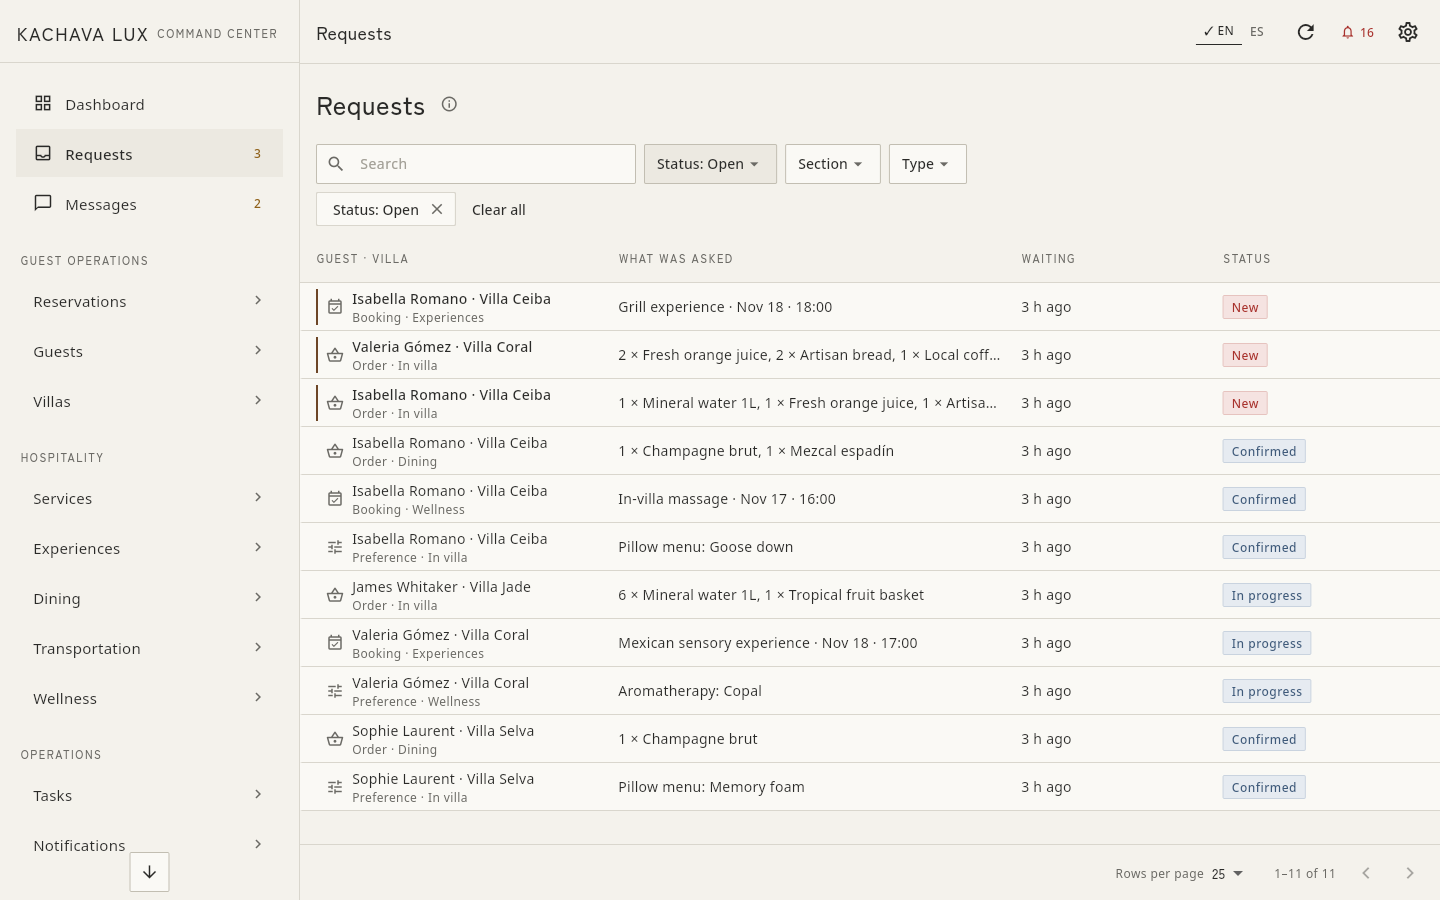 KACHAVA LUX COMMAND CENTER
Requests
✓ EN ES
16
Dashboard
Requests 3
Messages 2
GUEST OPERATIONS
Reservations
Guests
Villas
HOSPITALITY
Services
Experiences
Dining
Transportation
Wellness
OPERATIONS
Tasks
Notifications
Requests
Search
Status: Open
Section
Type
Status: Open
Clear all
GUEST · VILLA WHAT WAS ASKED WAITING STATUS
Isabella Romano · Villa Ceiba
Booking · Experiences
Grill experience · Nov 18 · 18:00 3 h ago New
Valeria Gómez · Villa Coral
Order · In villa
2 × Fresh orange juice, 2 × Artisan bread, 1 × Local coff… 3 h ago New
Isabella Romano · Villa Ceiba
Order · In villa
1 × Mineral water 1L, 1 × Fresh orange juice, 1 × Artisa… 3 h ago New
Isabella Romano · Villa Ceiba
Order · Dining
1 × Champagne brut, 1 × Mezcal espadín 3 h ago Confirmed
Isabella Romano · Villa Ceiba
Booking · Wellness
In-villa massage · Nov 17 · 16:00 3 h ago Confirmed
Isabella Romano · Villa Ceiba
Preference · In villa
Pillow menu: Goose down 3 h ago Confirmed
James Whitaker · Villa Jade
Order · In villa
6 × Mineral water 1L, 1 × Tropical fruit basket 3 h ago In progress
Valeria Gómez · Villa Coral
Booking · Experiences
Mexican sensory experience · Nov 18 · 17:00 3 h ago In progress
Valeria Gómez · Villa Coral
Preference · Wellness
Aromatherapy: Copal 3 h ago In progress
Sophie Laurent · Villa Selva
Order · Dining
1 × Champagne brut 3 h ago Confirmed
Sophie Laurent · Villa Selva
Preference · In villa
Pillow menu: Memory foam 3 h ago Confirmed
Rows per page 25 1–11 of 11